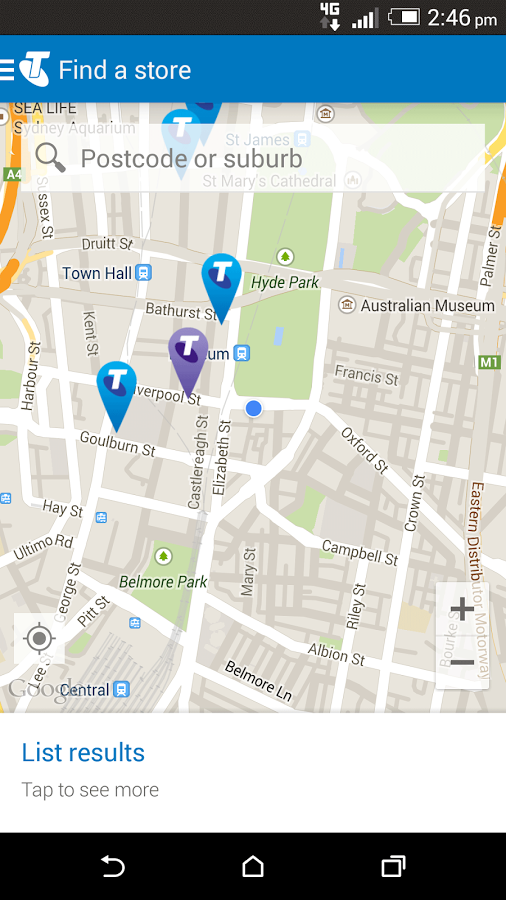 4G
2:46 pm
T Find a store
SEA LIFE
Sydney Aquarium
T
St James
Postcode or suburb
St Mary's Cathedral
A4
Sussex St
Druitt St
Palmer St
Town Hall
T
Hyde Park
Bathurst St
Australian Museum
Kent St
T
Harbour St
M1
T
Francis St
Liverpool St
Castlereagh St
Elizabeth St
Oxford St
Goulburn St
Crown St
Eastern Distributor Motorway
Hay St
Ultimo Rd
Campbell St
Mary St
Belmore Park
George St
Riley St
Pitt St
+
Bourke St
Albion St
Lee St
Belmore Ln
Google
Central
List results
Tap to see more